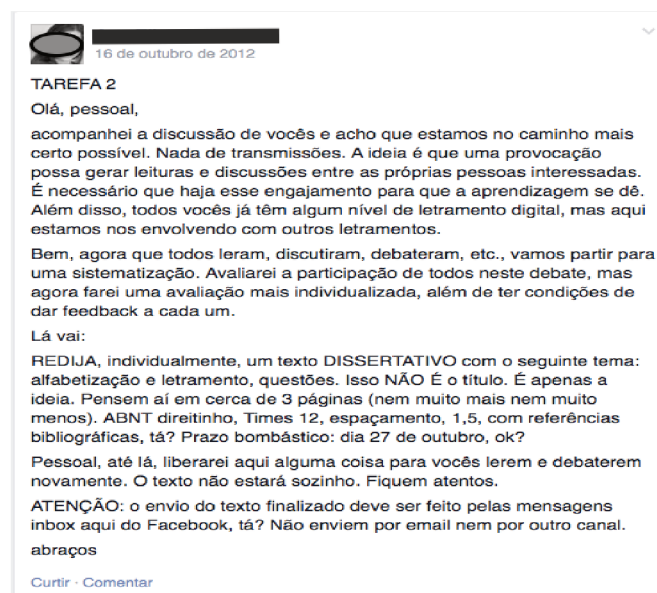 16 de outubro de 2012
TAREFA 2
Olá, pessoal,
acompanhei a discussão de vocês e acho que estamos no caminho mais
certo possível. Nada de transmissões. A ideia é que uma provocação
possa gerar leituras e discussões entre as próprias pessoas interessadas.
É necessário que haja esse engajamento para que a aprendizagem se dê.
Além disso, todos vocês já têm algum nível de letramento digital, mas aqui
estamos nos envolvendo com outros letramentos.
Bem, agora que todos leram, discutiram, debateram, etc., vamos partir para
uma sistematização. Avaliarei a participação de todos neste debate, mas
agora farei uma avaliação mais individualizada, além de ter condições de
dar feedback a cada um.
Lá vai:
REDIJA, individualmente, um texto DISSERTATIVO com o seguinte tema:
alfabetização e letramento, questões. Isso NÃO É o título. É apenas a
ideia. Pensem aí em cerca de 3 páginas (nem muito mais nem muito
menos). ABNT direitinho, Times 12, espaçamento, 1,5, com referências
bibliográficas, tá? Prazo bombástico: dia 27 de outubro, ok?
Pessoal, até lá, liberarei aqui alguma coisa para vocês lerem e debaterem
novamente. O texto não estará sozinho. Fiquem atentos.
ATENÇÃO: o envio do texto finalizado deve ser feito pelas mensagens
inbox aqui do Facebook, tá? Não enviem por email nem por outro canal.
abraços
Curtir · Comentar